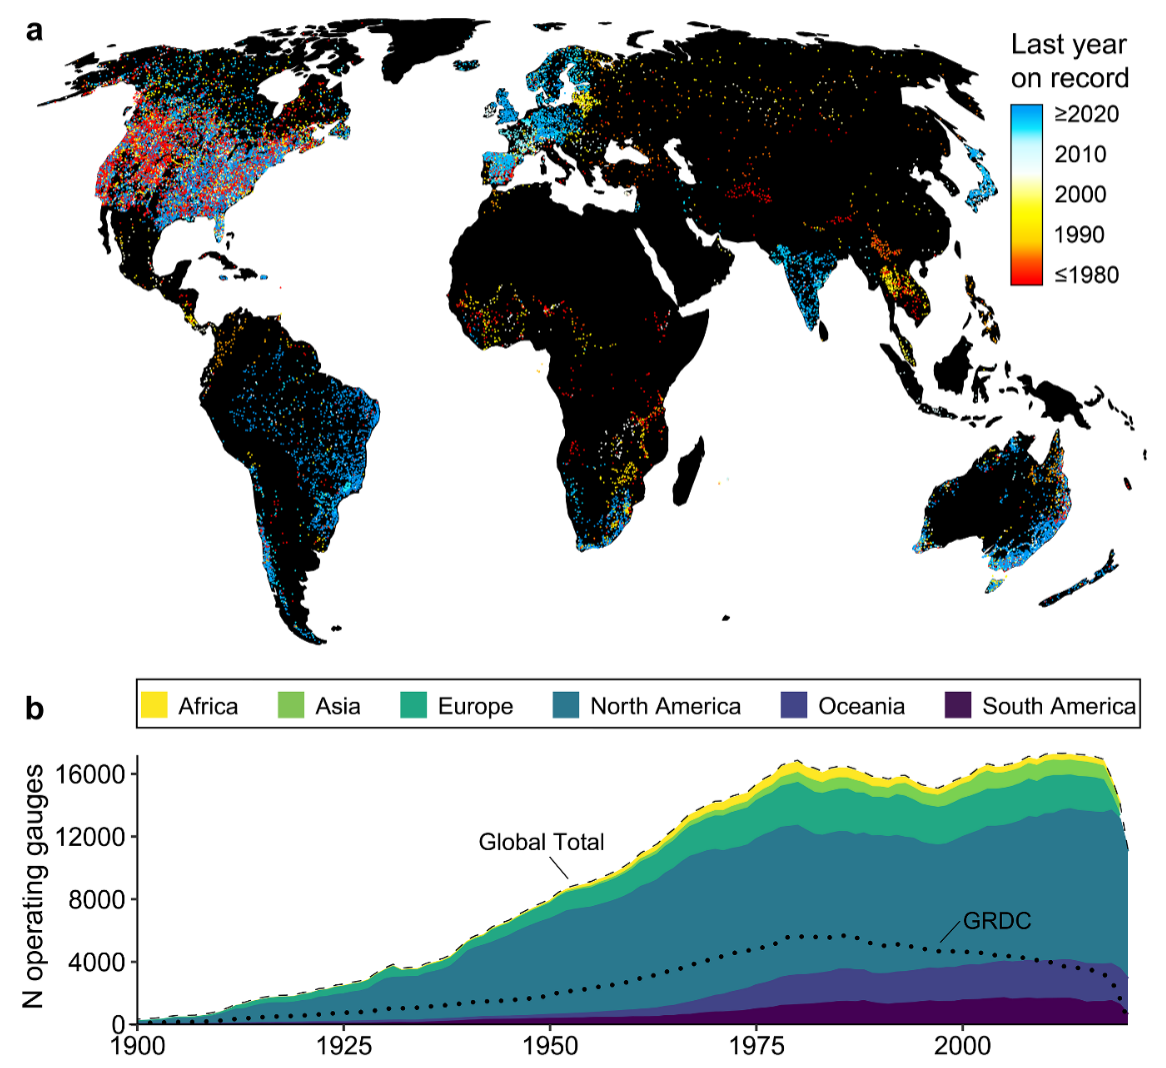 a
Last year
on record
≥2020
2010
2000
1990
≤1980
b
Africa
Asia
Europe
North America
Oceania
South America
N operating gauges
16000
12000
8000
4000
0
Global Total
GRDC
1900
1925
1950
1975
2000